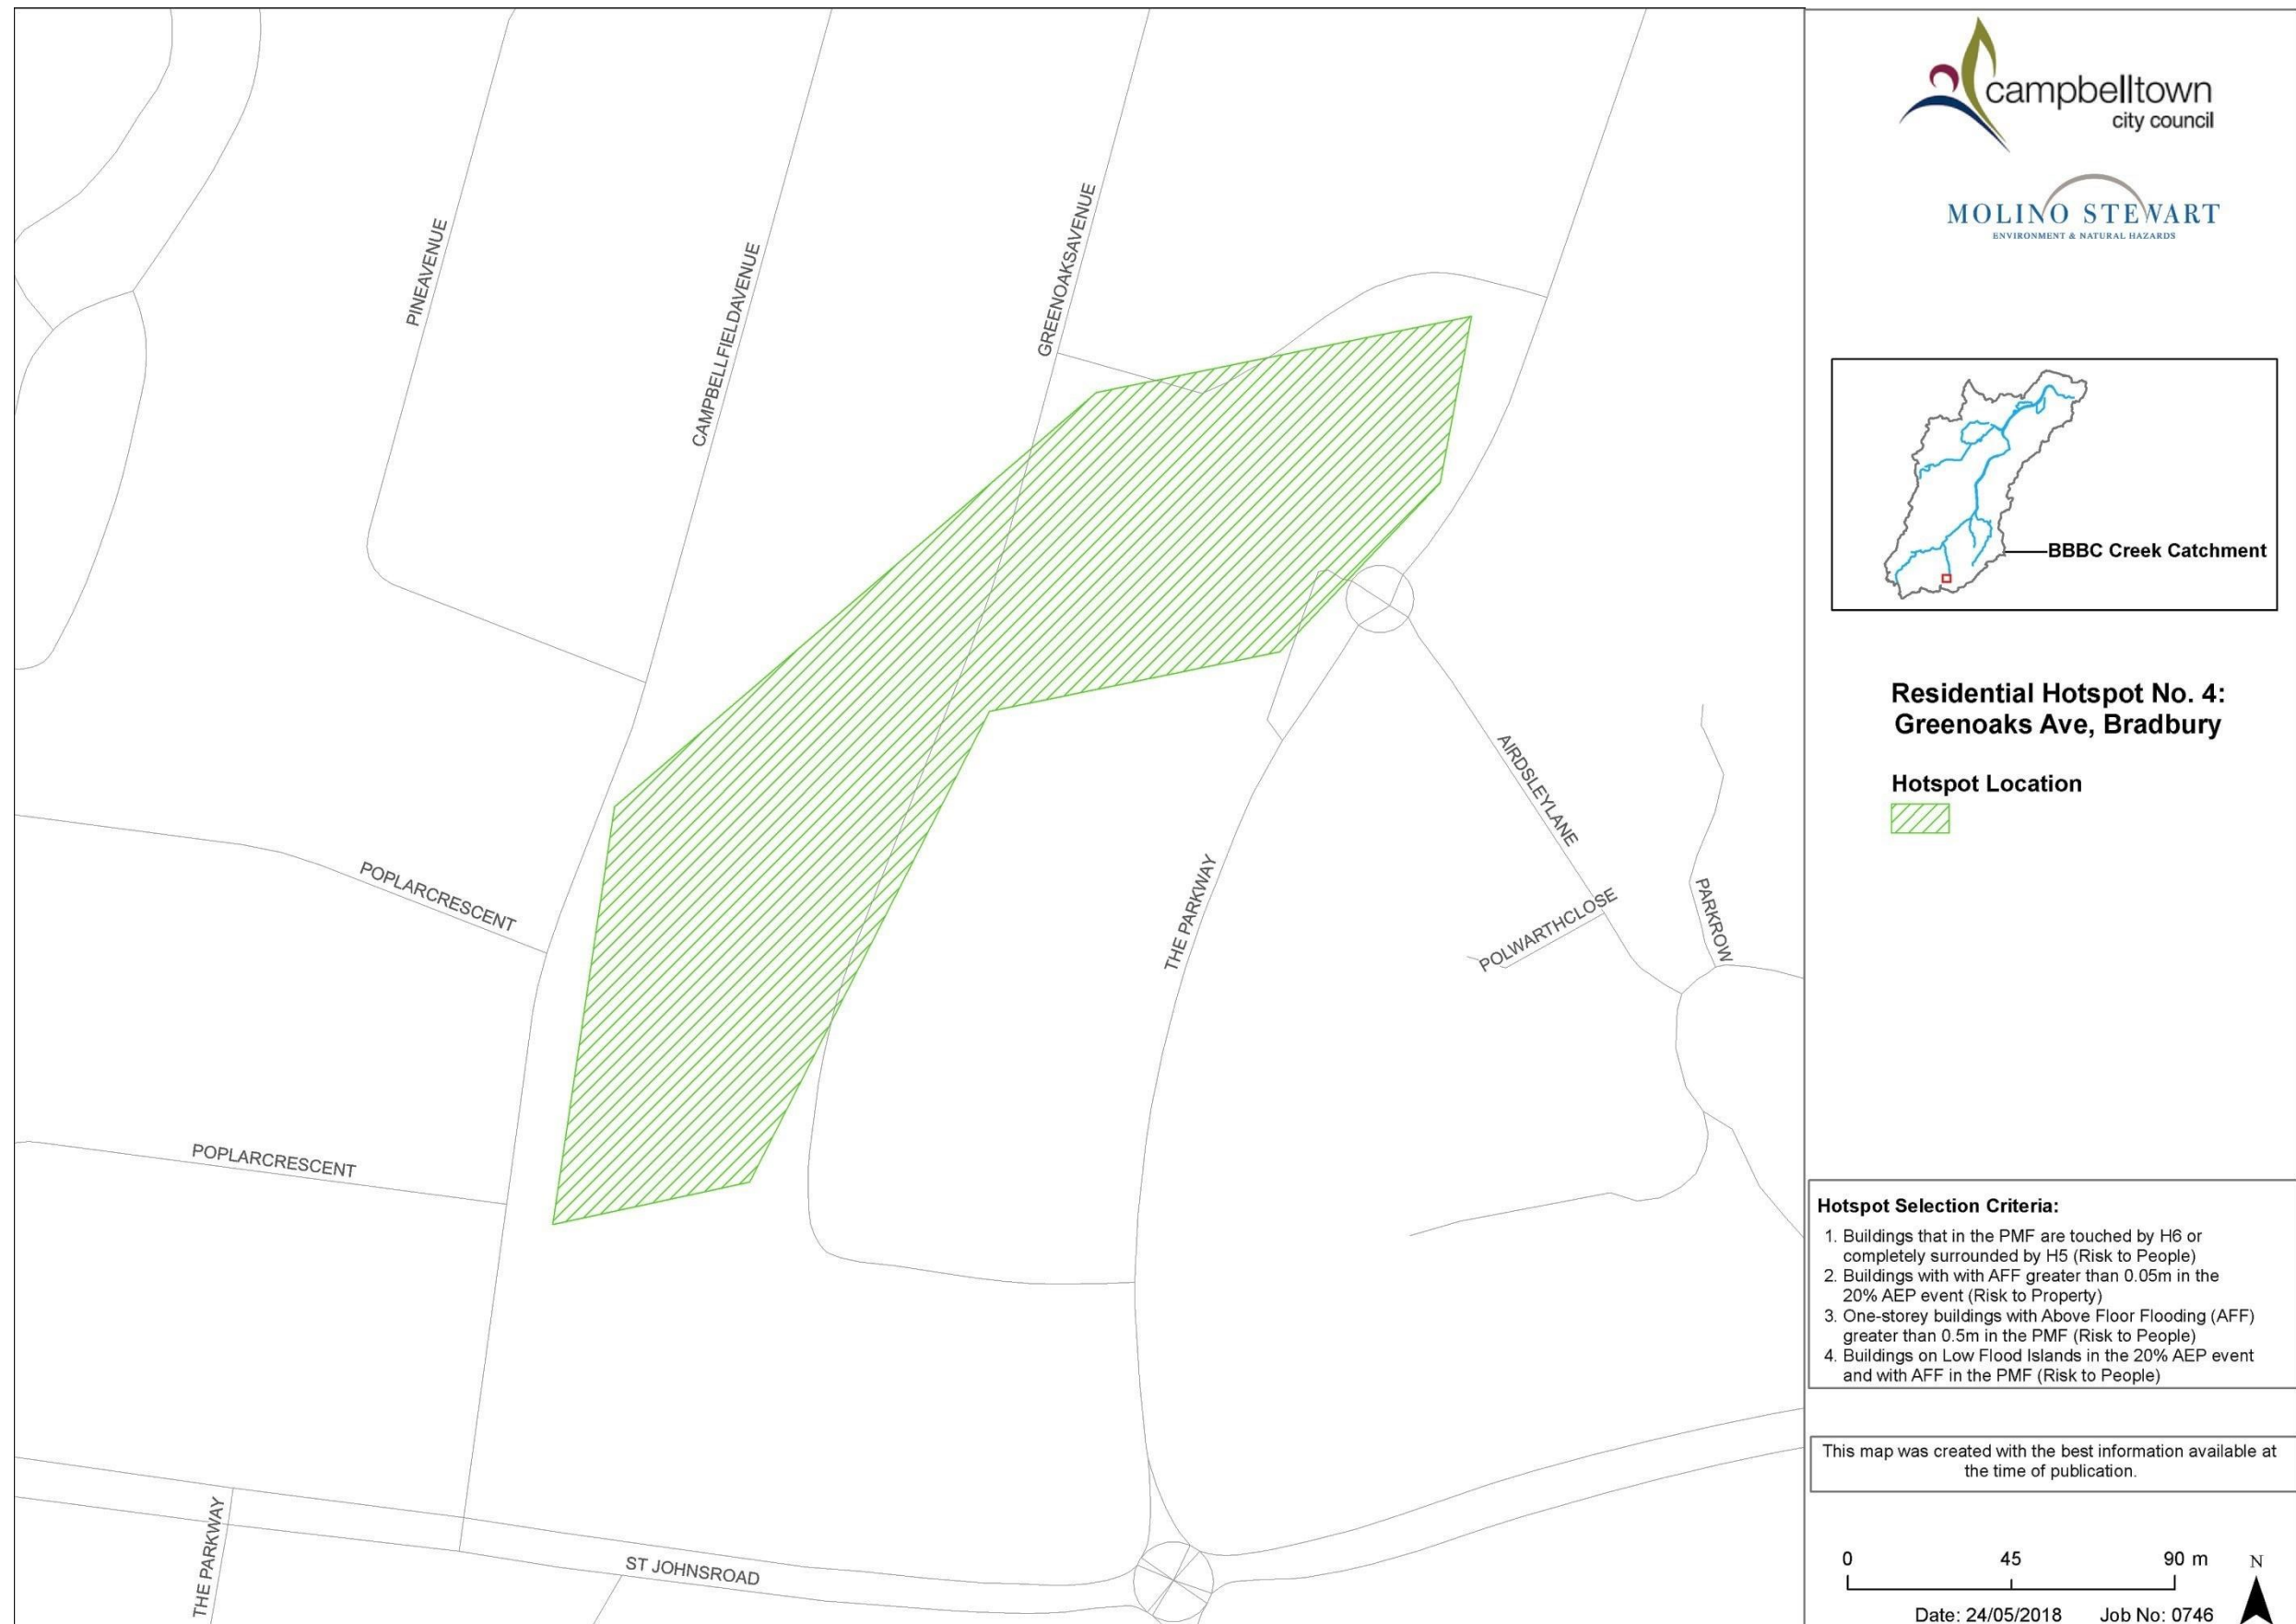 PINEAVENUE
CAMPBELLFIELDAVENUE
GREENOAKSAVENUE
POPLARCRESCENT
POPLARCRESCENT
THE PARKWAY
AIRDSLEYLANE
POLWARTHCLOSE
PARKROW
THE PARKWAY
ST JOHNSROAD
campbelltown
city council
MOLINO STEWART
ENVIRONMENT & NATURAL HAZARDS
BBBC Creek Catchment
Residential Hotspot No. 4:
Greenoaks Ave, Bradbury
Hotspot Location
Hotspot Selection Criteria:
1. Buildings that in the PMF are touched by H6 or
completely surrounded by H5 (Risk to People)
2. Buildings with with AFF greater than 0.05m in the
20% AEP event (Risk to Property)
3. One-storey buildings with Above Floor Flooding (AFF)
greater than 0.5m in the PMF (Risk to People)
4. Buildings on Low Flood Islands in the 20% AEP event
and with AFF in the PMF (Risk to People)
This map was created with the best information available at
the time of publication.
0 45 90 m N
Date: 24/05/2018 Job No: 0746